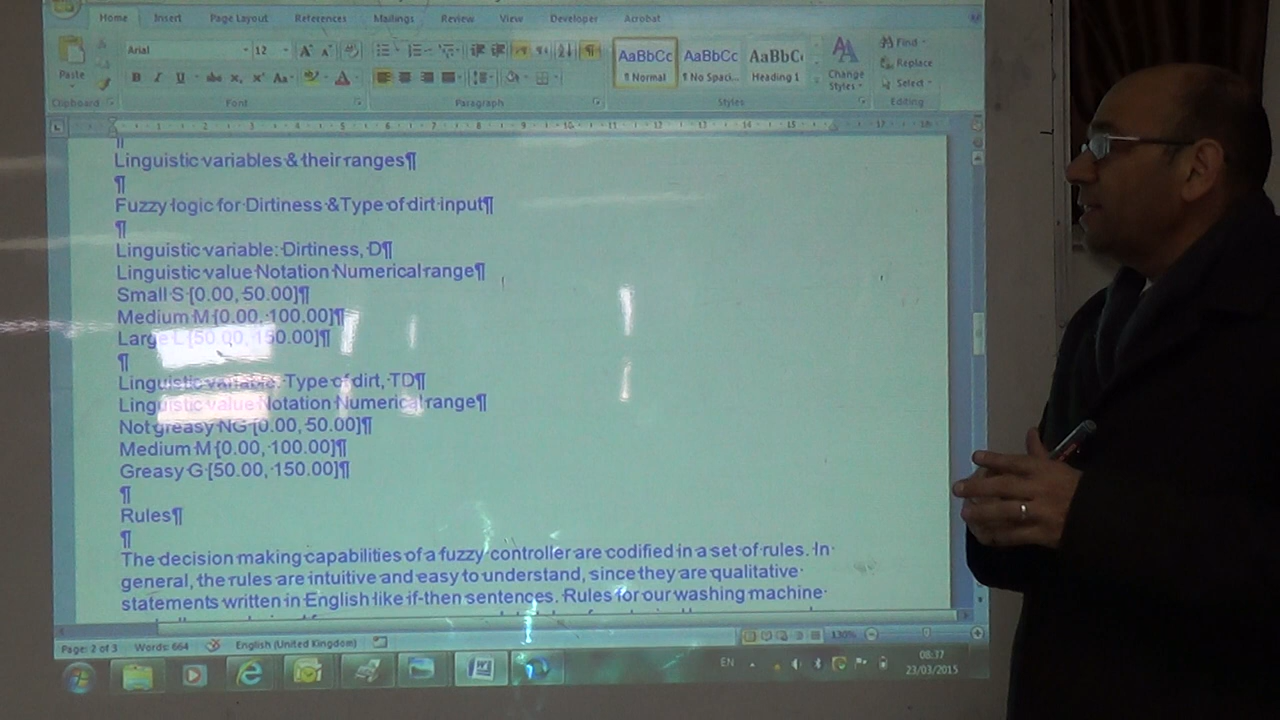 Home Insert Page Layout References Mailings Review View Developer Acrobat
Arial 12
AaBbCc AaBbCc AaBbC
Paste
¶ Normal ¶ No Spaci... Heading 1
Change Styles
Find
Replace
Select
Clipboard Font Paragraph Styles Editing
¶
Linguistic variables & their ranges¶
¶
Fuzzy logic for Dirtiness &Type of dirt input¶
¶
Linguistic variable: Dirtiness, D¶
Linguistic value Notation Numerical range¶
Small S [0.00, 50.00]¶
Medium M [0.00, 100.00]¶
Large L [50.00, 150.00]¶
¶
Linguistic variable: Type of dirt, TD¶
Linguistic value Notation Numerical range¶
Not greasy NG [0.00, 50.00]¶
Medium M [0.00, 100.00]¶
Greasy G [50.00, 150.00]¶
¶
Rules¶
¶
The decision making capabilities of a fuzzy controller are codified in a set of rules. In
general, the rules are intuitive and easy to understand, since they are qualitative
statements written in English like if-then sentences. Rules for our washing machine
Page: 2 of 3 Words: 664 English (United Kingdom) 130%
EN
08:37
23/03/2015